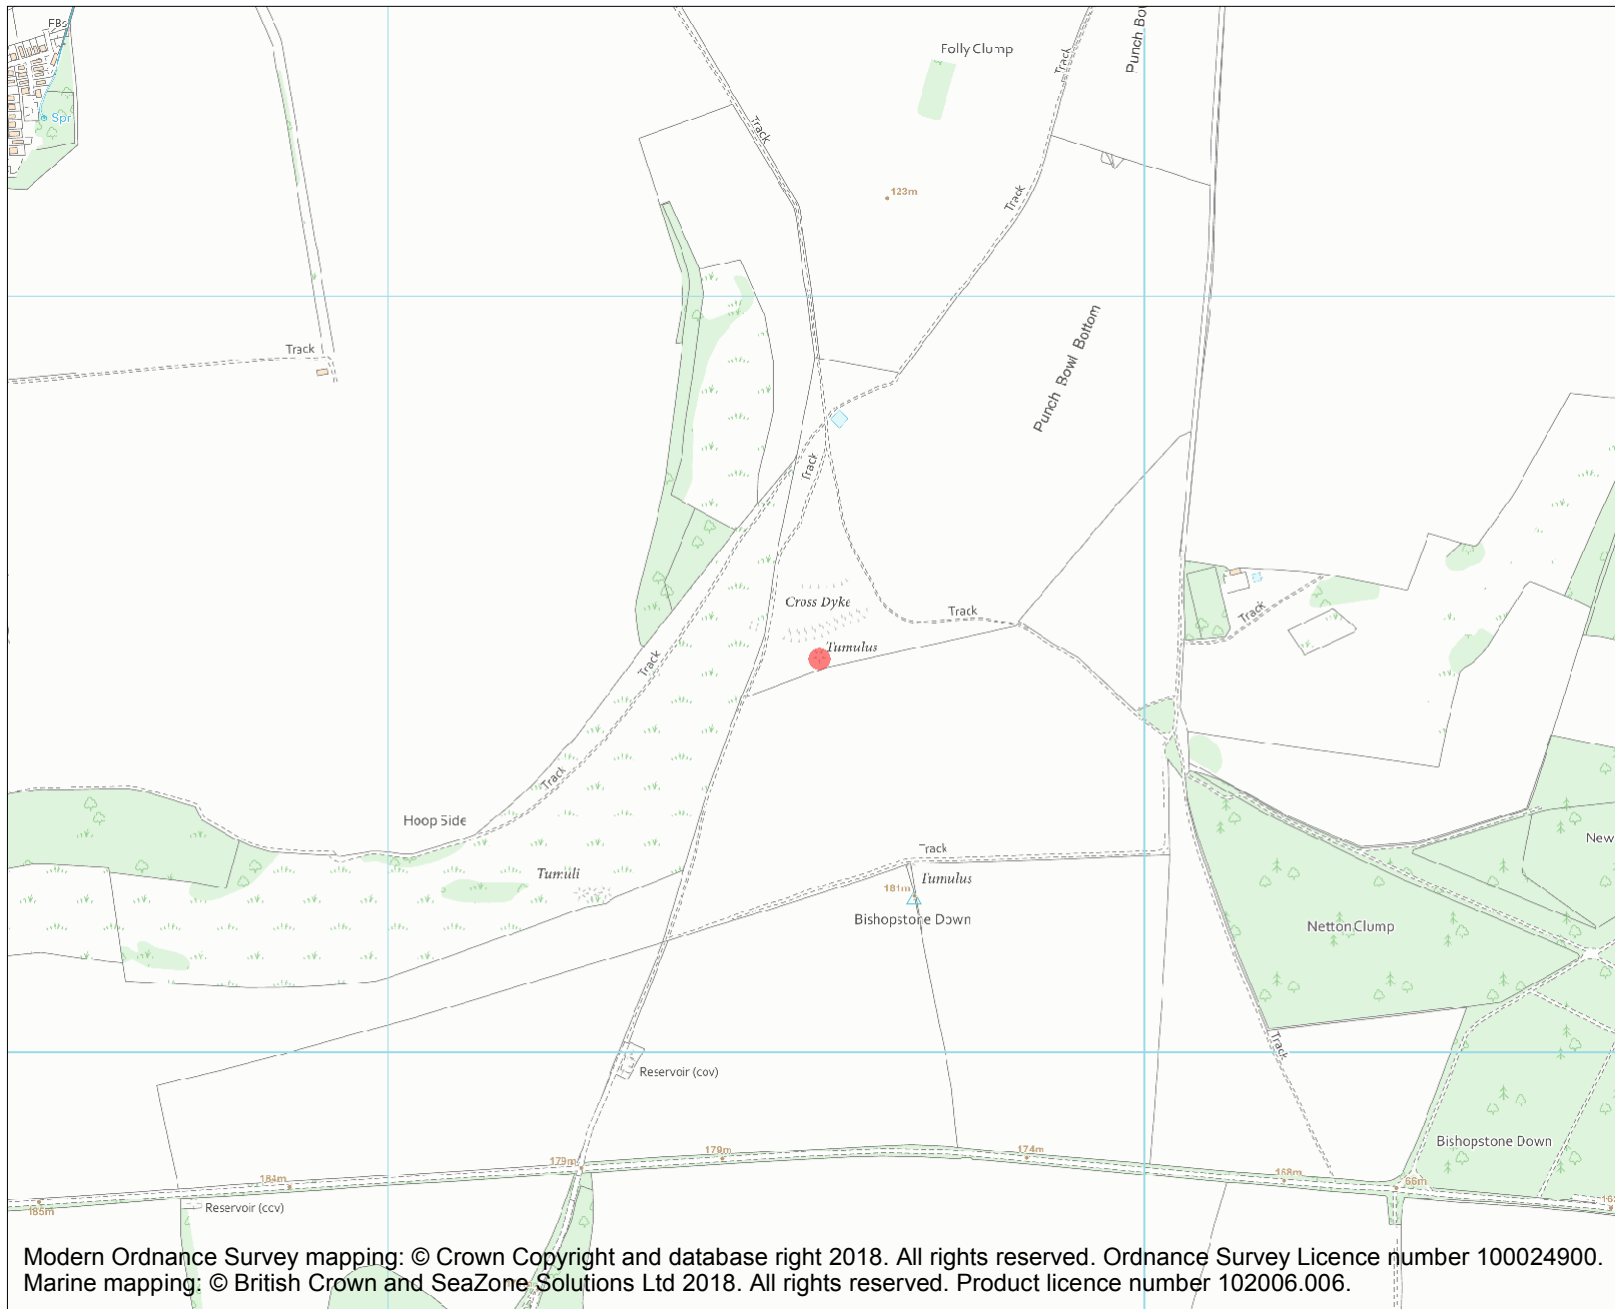 FBs
Folly Clump
Track
Punch Bo
Spr
Track
123m
Track
Track
Punch Bowl Bottom
Track
Cross Dyke
Track
Track
Tumulus
Track
Track
Hoop Side
New
Track
Tumuli
Tumulus
181m
Bishopstone Down
Netton Clump
Track
Reservoir (cov)
Bishopstone Down
179m
174m
179m
168m
184m
66m
185m
Reservoir (ccv)
Modern Ordnance Survey mapping: © Crown Copyright and database right 2018. All rights reserved. Ordnance Survey Licence number 100024900.
Marine mapping: © British Crown and SeaZone Solutions Ltd 2018. All rights reserved. Product licence number 102006.006.